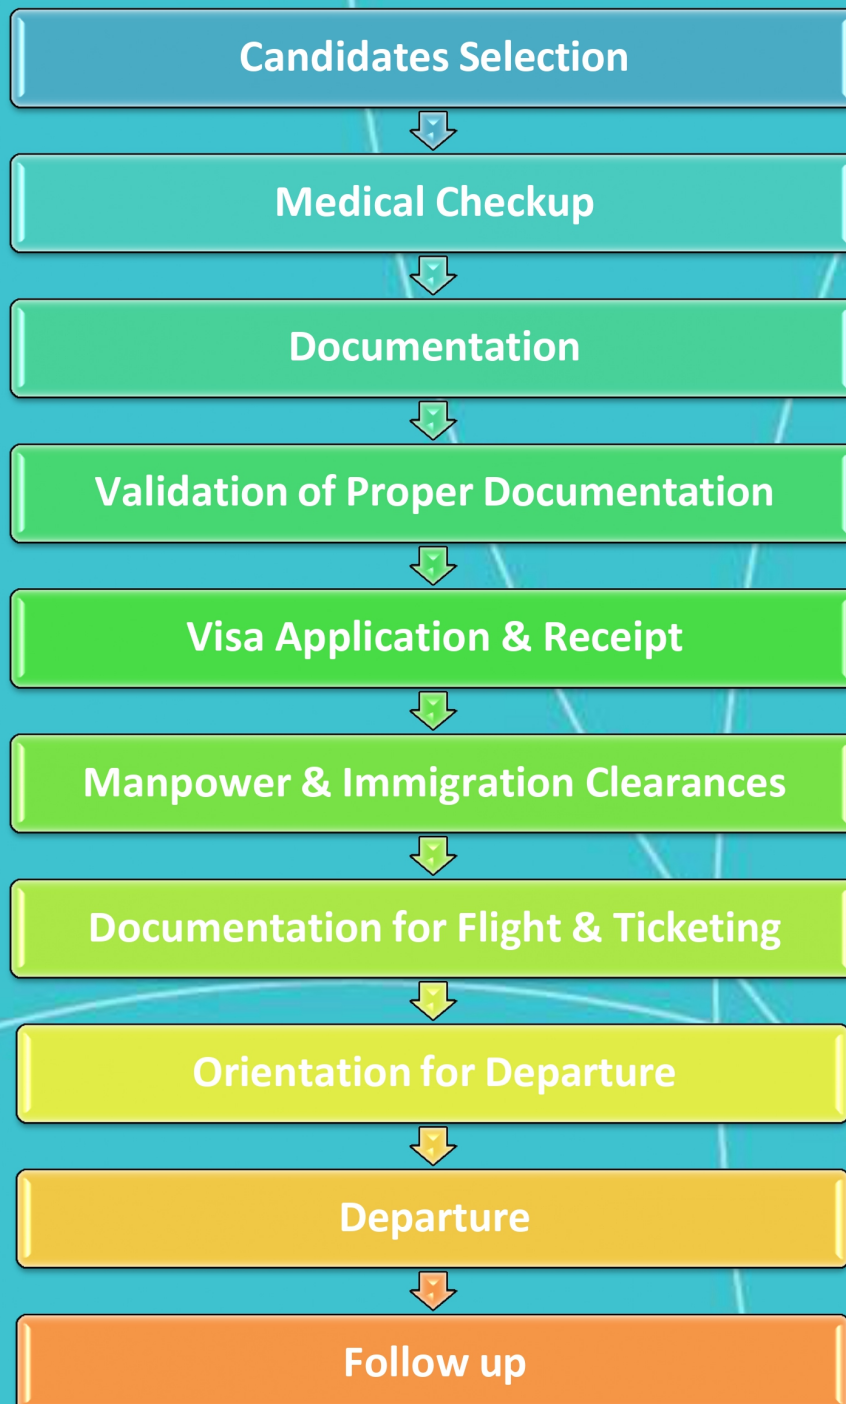 Candidates Selection
Medical Checkup
Documentation
Validation of Proper Documentation
Visa Application & Receipt
Manpower & Immigration Clearances
Documentation for Flight & Ticketing
Orientation for Departure
Departure
Follow up